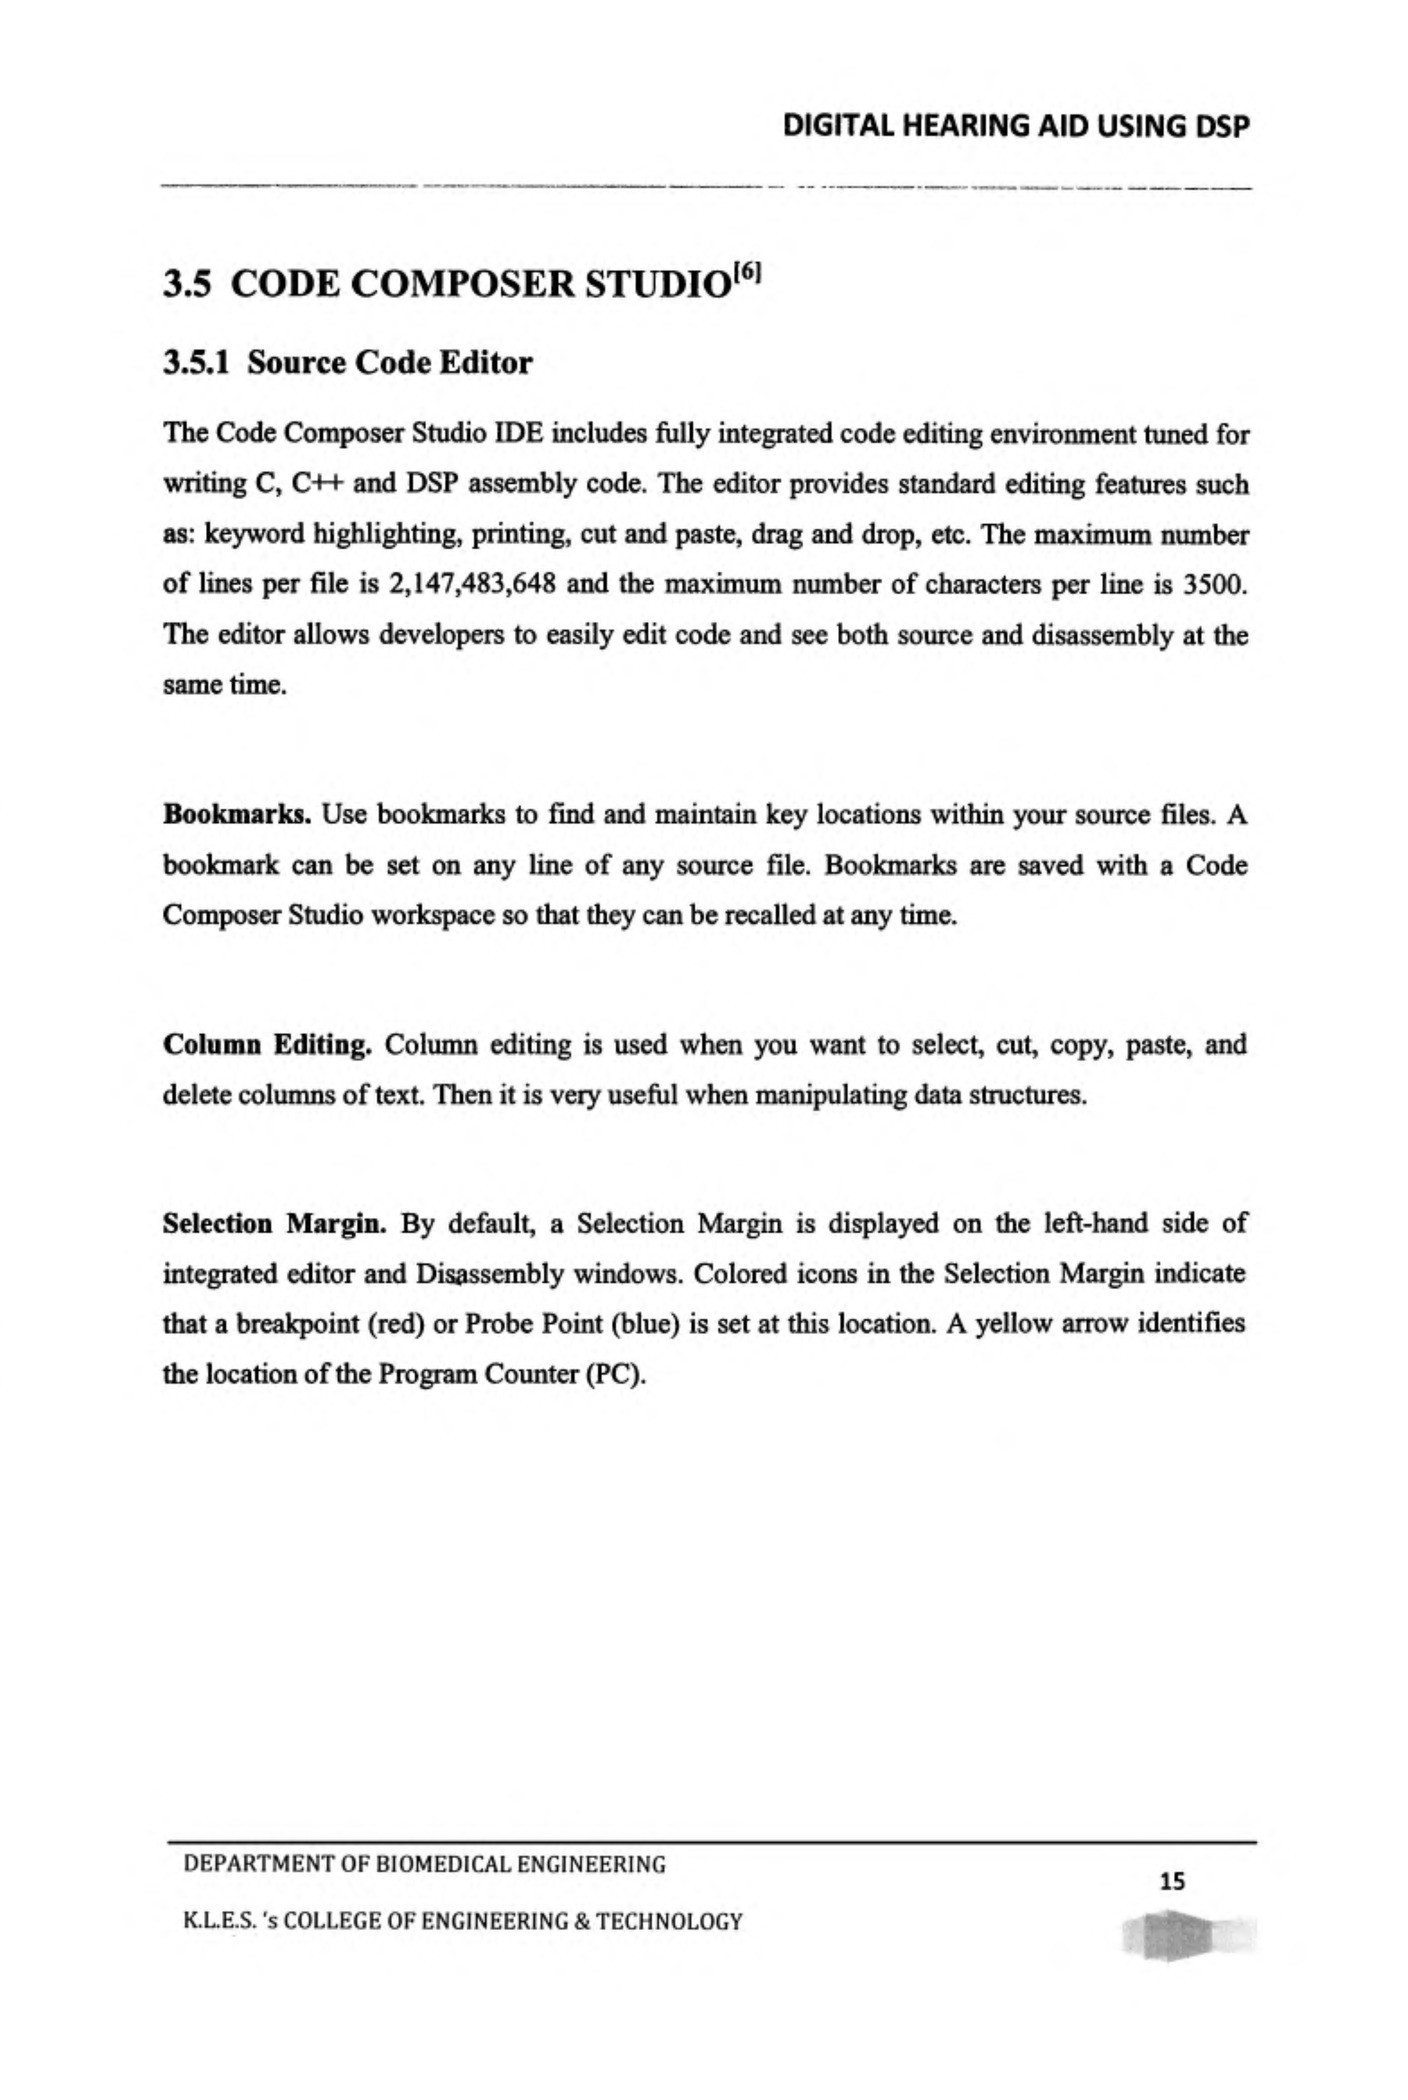 DIGITAL HEARING AID USING DSP
3.5 CODE COMPOSER STUDIO[6]
3.5.1 Source Code Editor
The Code Composer Studio IDE includes fully integrated code editing environment tuned for
writing C, C++ and DSP assembly code. The editor provides standard editing features such
as: keyword highlighting, printing, cut and paste, drag and drop, etc. The maximum number
of lines per file is 2,147,483,648 and the maximum number of characters per line is 3500.
The editor allows developers to easily edit code and see both source and disassembly at the
same time.
Bookmarks. Use bookmarks to find and maintain key locations within your source files. A
bookmark can be set on any line of any source file. Bookmarks are saved with a Code
Composer Studio workspace so that they can be recalled at any time.
Column Editing. Column editing is used when you want to select, cut, copy, paste, and
delete columns of text. Then it is very useful when manipulating data structures.
Selection Margin. By default, a Selection Margin is displayed on the left-hand side of
integrated editor and Disassembly windows. Colored icons in the Selection Margin indicate
that a breakpoint (red) or Probe Point (blue) is set at this location. A yellow arrow identifies
the location of the Program Counter (PC).
DEPARTMENT OF BIOMEDICAL ENGINEERING
15
K.L.E.S. 's COLLEGE OF ENGINEERING & TECHNOLOGY